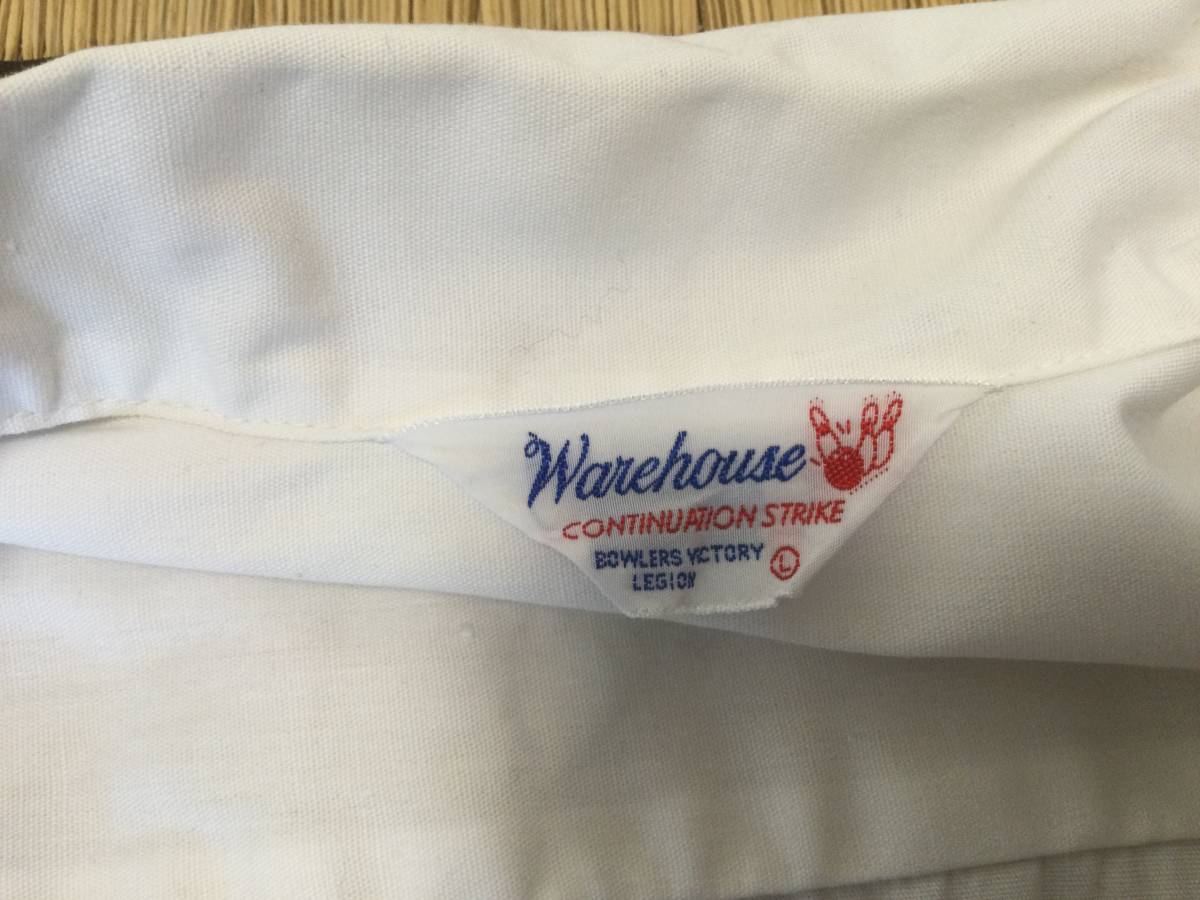 Warehouse
CONTINUATION STRIKE
BOWLERS VICTORY L
LEGION